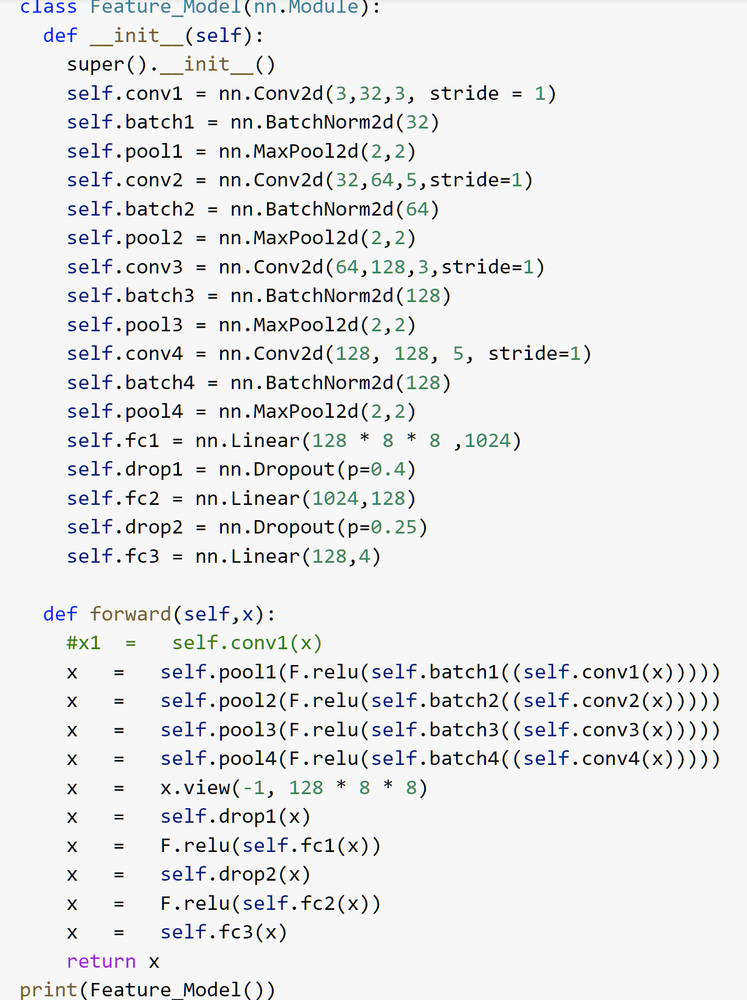 class Feature_Model(nn.Module):
  def __init__(self):
    super().__init__()
    self.conv1 = nn.Conv2d(3,32,3, stride = 1)
    self.batch1 = nn.BatchNorm2d(32)
    self.pool1 = nn.MaxPool2d(2,2)
    self.conv2 = nn.Conv2d(32,64,5,stride=1)
    self.batch2 = nn.BatchNorm2d(64)
    self.pool2 = nn.MaxPool2d(2,2)
    self.conv3 = nn.Conv2d(64,128,3,stride=1)
    self.batch3 = nn.BatchNorm2d(128)
    self.pool3 = nn.MaxPool2d(2,2)
    self.conv4 = nn.Conv2d(128, 128, 5, stride=1)
    self.batch4 = nn.BatchNorm2d(128)
    self.pool4 = nn.MaxPool2d(2,2)
    self.fc1 = nn.Linear(128 * 8 * 8 ,1024)
    self.drop1 = nn.Dropout(p=0.4)
    self.fc2 = nn.Linear(1024,128)
    self.drop2 = nn.Dropout(p=0.25)
    self.fc3 = nn.Linear(128,4)

  def forward(self,x):
    #x1  =   self.conv1(x)
    x   =   self.pool1(F.relu(self.batch1((self.conv1(x)))))
    x   =   self.pool2(F.relu(self.batch2((self.conv2(x)))))
    x   =   self.pool3(F.relu(self.batch3((self.conv3(x)))))
    x   =   self.pool4(F.relu(self.batch4((self.conv4(x)))))
    x   =   x.view(-1, 128 * 8 * 8)
    x   =   self.drop1(x)
    x   =   F.relu(self.fc1(x))
    x   =   self.drop2(x)
    x   =   F.relu(self.fc2(x))
    x   =   self.fc3(x)
    return x
print(Feature_Model())